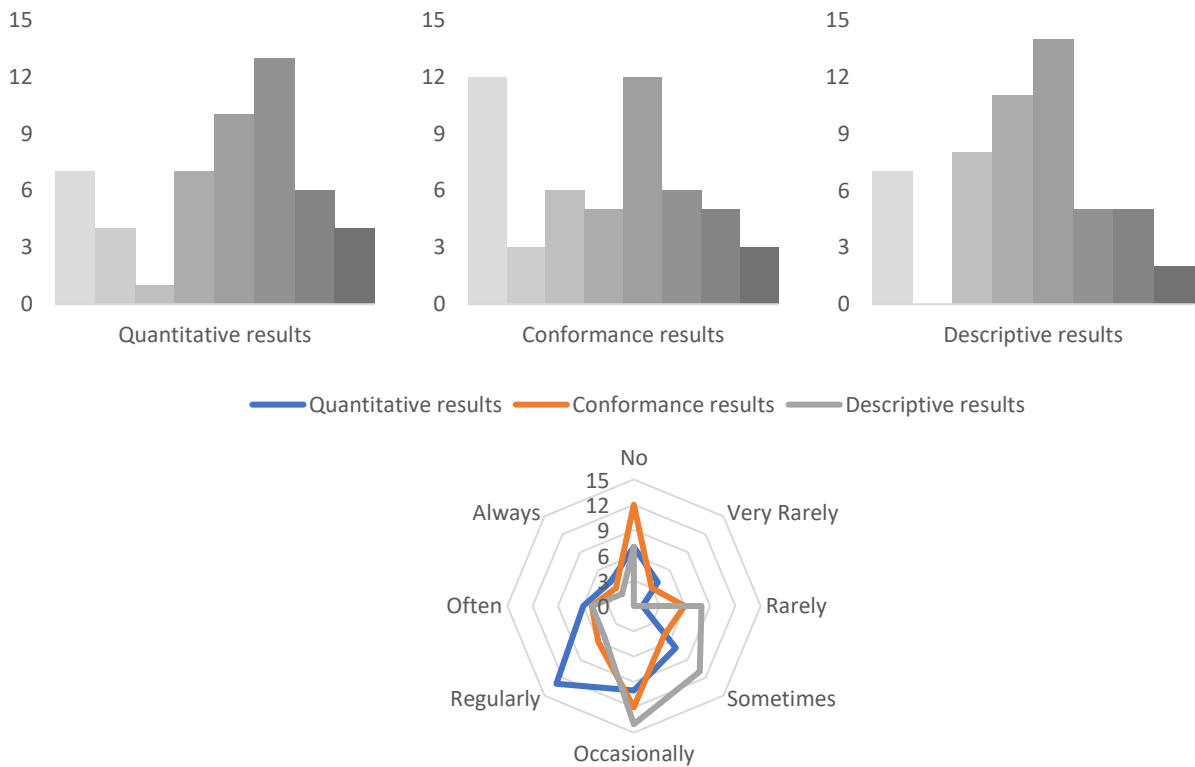 15
12
9
6
3
0
Quantitative results
15
12
9
6
3
0
Conformance results
15
12
9
6
3
0
Descriptive results
Quantitative results Conformance results Descriptive results
No
Very Rarely
Rarely
Sometimes
Occasionally
Regularly
Often
Always
15
12
9
6
3
0